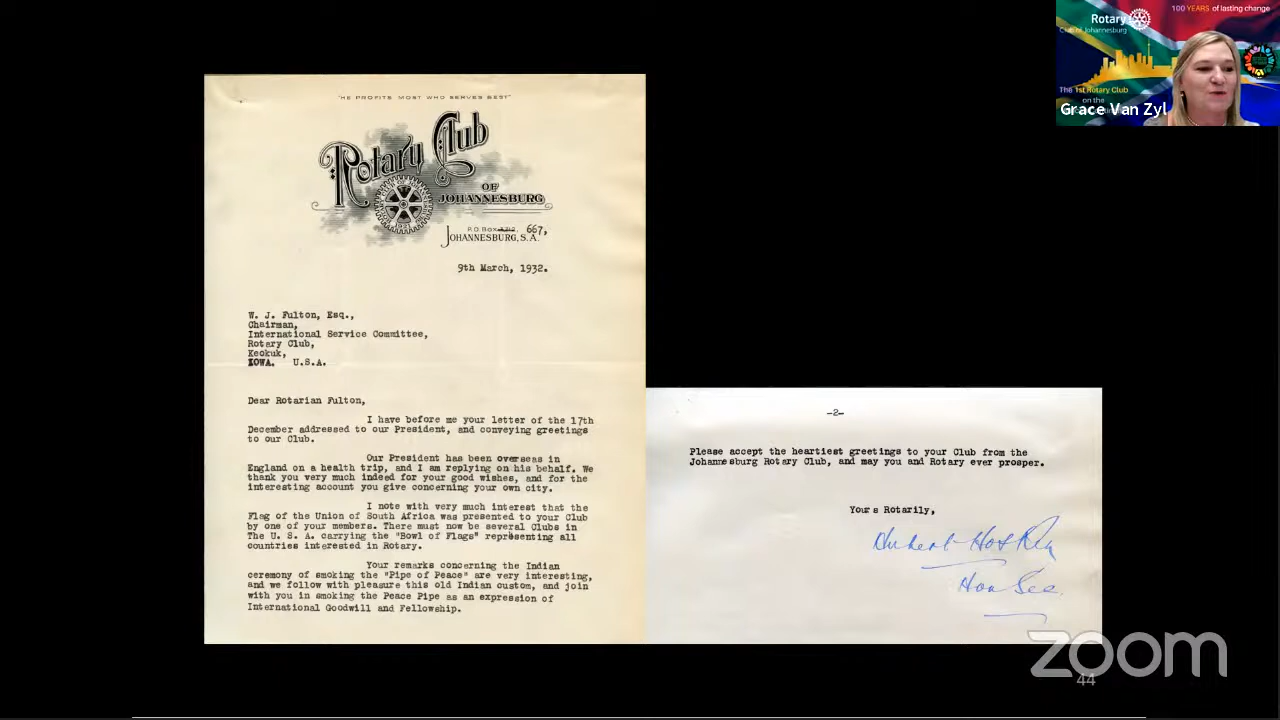 "HE PROFITS MOST WHO SERVES BEST"
Rotary Club
OF
JOHANNESBURG
P.O. Box 667,
JOHANNESBURG, S.A.
9th March, 1932.
W. J. Fulton, Esq.,
Chairman,
International Service Committee,
Rotary Club,
Keokuk,
IOWA. U.S.A.
Dear Rotarian Fulton,
I have before me your letter of the 17th
December addressed to our President, and conveying greetings
to our Club.
Our President has been overseas in
England on a health trip, and I am replying on his behalf. We
thank you very much indeed for your good wishes, and for the
interesting account you give concerning your own city.
I note with very much interest that the
Flag of the Union of South Africa was presented to your Club
by one of your members. There must now be several Clubs in
The U. S. A. carrying the "Bowl of Flags" representing all
countries interested in Rotary.
Your remarks concerning the Indian
ceremony of smoking the "Pipe of Peace" are very interesting,
and we follow with pleasure this old Indian custom, and join
with you in smoking the Peace Pipe as an expression of
International Goodwill and Fellowship.
-2-
Please accept the heartiest greetings to your Club from the
Johannesburg Rotary Club, and may you and Rotary ever prosper.
Yours Rotarily,
Hon Sec.
100 YEARS of lasting change
Rotary
Club of Johannesburg
The 1st Rotary Club
on the
Grace Van Zyl
zoom
44